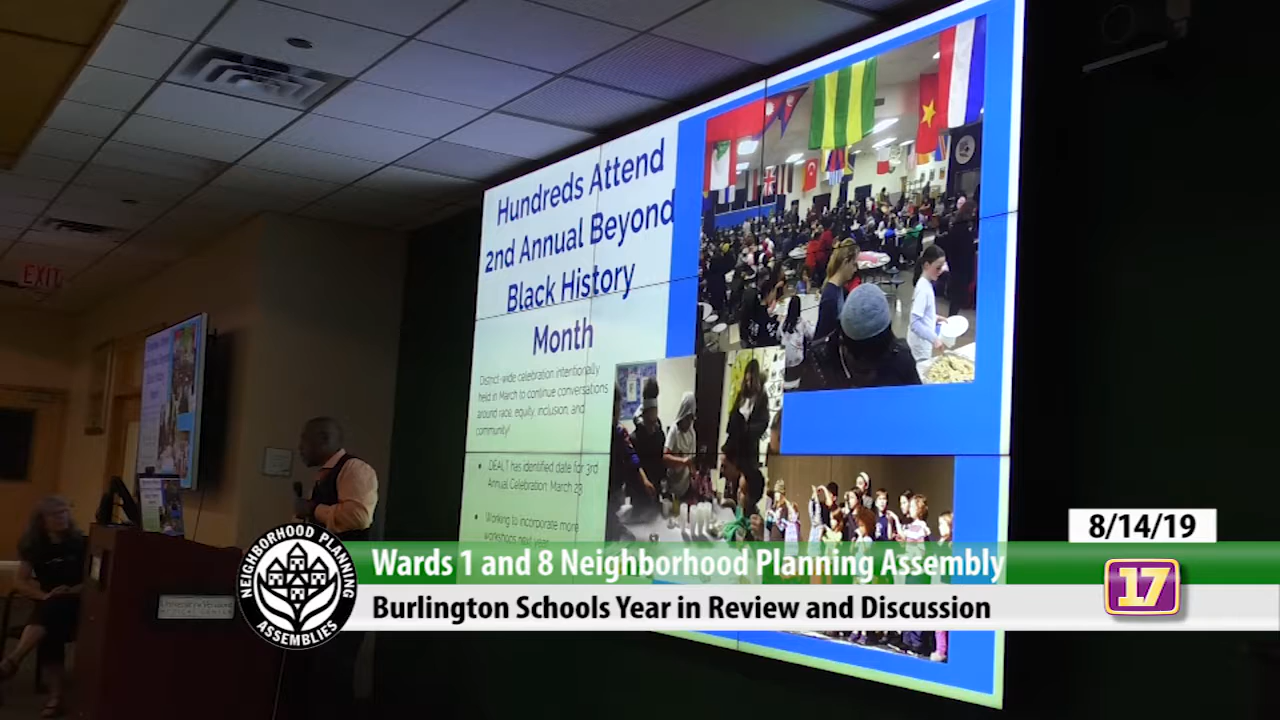 Hundreds Attend
2nd Annual Beyond
Black History
Month
District-wide celebration intentionally
held in March to continue conversations
around race, equity, inclusion, and
community!
• DEALT has identified date for 3rd
Annual Celebration: March
• Working to incorporate more
workshops next year
EXIT
8/14/19
NEIGHBORHOOD PLANNING
ASSEMBLIES
Wards 1 and 8 Neighborhood Planning Assembly
17
Burlington Schools Year in Review and Discussion